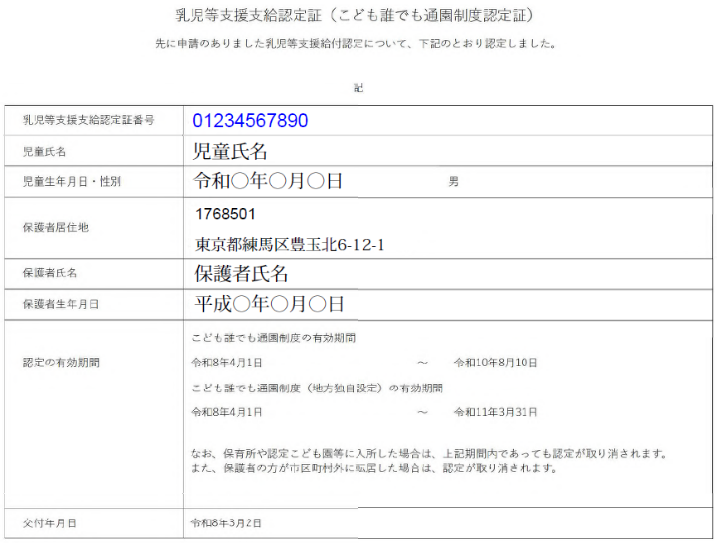 乳児等支援支給認定証（こども誰でも通園制度認定証）
先に申請のありました乳児等支援給付認定について、下記のとおり認定しました。
記
乳児等支援支給認定証番号 01234567890
児童氏名 児童氏名
児童生年月日・性別 令和〇年〇月〇日 男
保護者居住地 1768501
東京都練馬区豊玉北6-12-1
保護者氏名 保護者氏名
保護者生年月日 平成〇年〇月〇日
認定の有効期間 こども誰でも通園制度の有効期間
令和8年4月1日 ～ 令和10年8月10日
こども誰でも通園制度（地方独自設定）の有効期間
令和8年4月1日 ～ 令和11年3月31日
なお、保育所や認定こども園等に入所した場合は、上記期間内であっても認定が取り消されます。
また、保護者の方が市区町村外に転居した場合は、認定が取り消されます。
交付年月日 令和8年3月2日